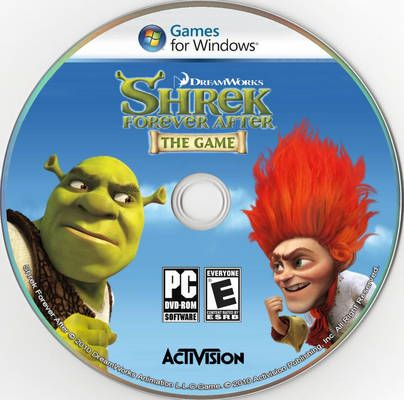 Games
for Windows®
DREAMWORKS
SHREK
FOREVER AFTER
THE GAME
PC
DVD-ROM
SOFTWARE
EVERYONE
E
CONTENT RATED BY
ESRB
ACTIVISION
Shrek Forever After © 2010 DreamWorks Animation L.L.C. Game. © 2010 Activision Publishing, Inc. All Right Reserved.